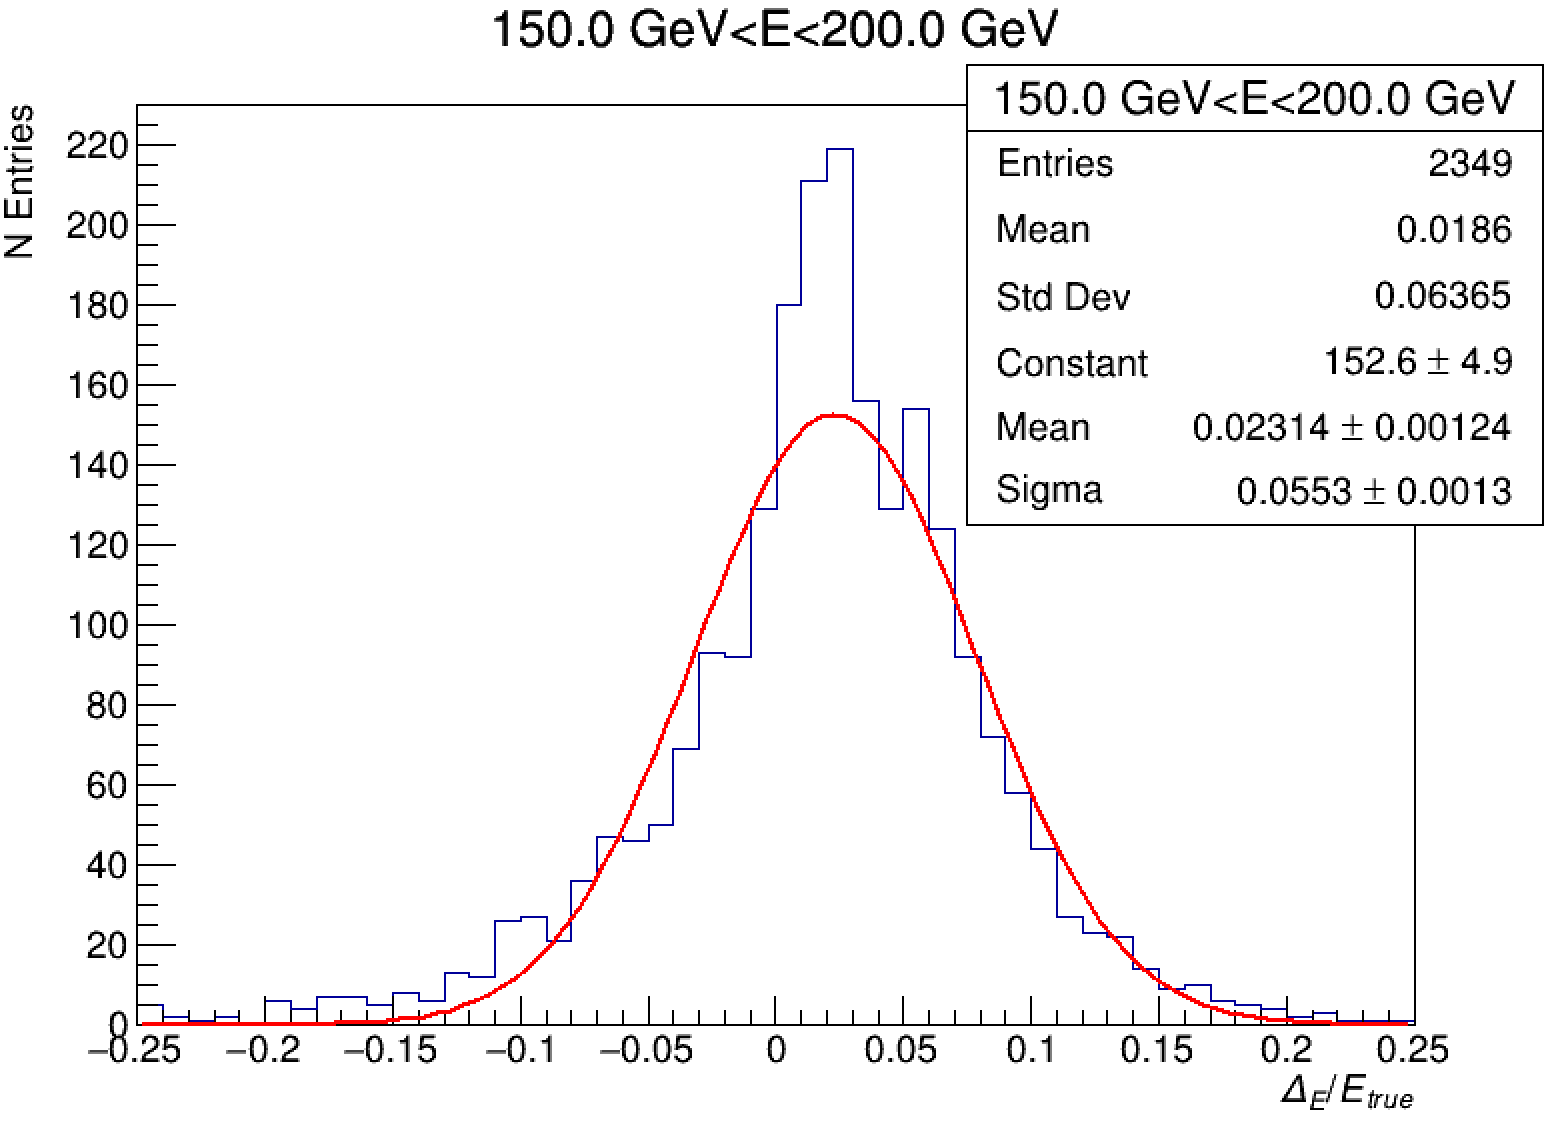 150.0 GeV<E<200.0 GeV
150.0 GeV<E<200.0 GeV
Entries 2349
Mean 0.0186
Std Dev 0.06365
Constant 152.6 ± 4.9
Mean 0.02314 ± 0.00124
Sigma 0.0553 ± 0.0013
N Entries
220
200
180
160
140
120
100
80
60
40
20
0
−0.25 −0.2 −0.15 −0.1 −0.05 0 0.05 0.1 0.15 0.2 0.25
Δ_E/E_true